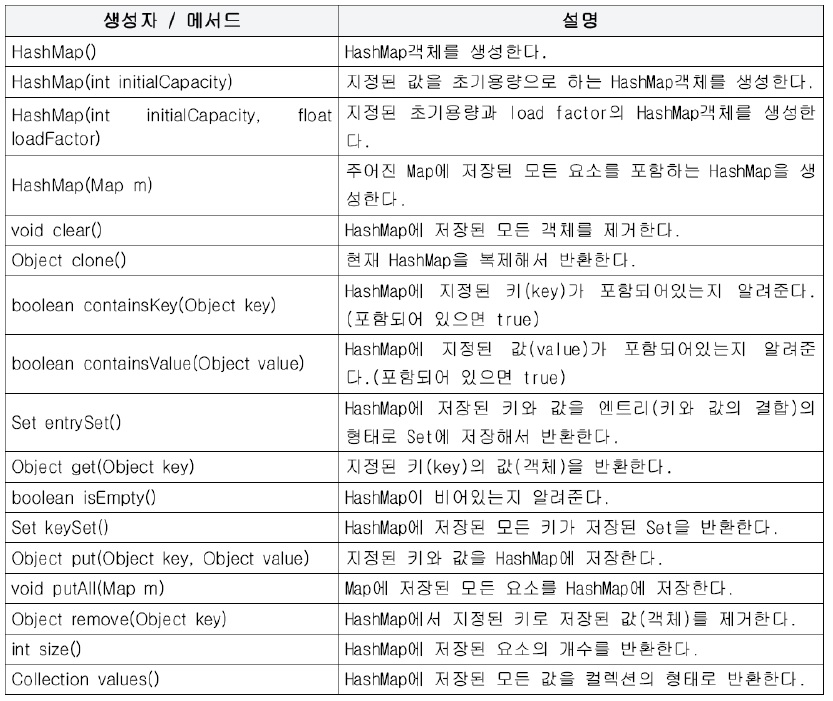 생성자 / 메서드
설명
HashMap()
HashMap객체를 생성한다.
HashMap(int initialCapacity)
지정된 값을 초기용량으로 하는 HashMap객체를 생성한다.
HashMap(int initialCapacity, float
loadFactor)
지정된 초기용량과 load factor의 HashMap객체를 생성한
다.
HashMap(Map m)
주어진 Map에 저장된 모든 요소를 포함하는 HashMap을 생
성한다.
void clear()
HashMap에 저장된 모든 객체를 제거한다.
Object clone()
현재 HashMap을 복제해서 반환한다.
boolean containsKey(Object key)
HashMap에 지정된 키(key)가 포함되어있는지 알려준다.
(포함되어 있으면 true)
boolean containsValue(Object value)
HashMap에 지정된 값(value)가 포함되어있는지 알려준
다.(포함되어 있으면 true)
Set entrySet()
HashMap에 저장된 키와 값을 엔트리(키와 값의 결합)의
형태로 Set에 저장해서 반환한다.
Object get(Object key)
지정된 키(key)의 값(객체)을 반환한다.
boolean isEmpty()
HashMap이 비어있는지 알려준다.
Set keySet()
HashMap에 저장된 모든 키가 저장된 Set을 반환한다.
Object put(Object key, Object value)
지정된 키와 값을 HashMap에 저장한다.
void putAll(Map m)
Map에 저장된 모든 요소를 HashMap에 저장한다.
Object remove(Object key)
HashMap에서 지정된 키로 저장된 값(객체)를 제거한다.
int size()
HashMap에 저장된 요소의 개수를 반환한다.
Collection values()
HashMap에 저장된 모든 값을 컬렉션의 형태로 반환한다.